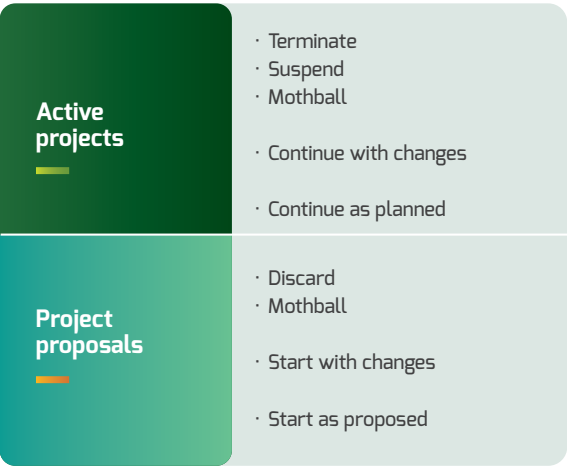 Active
projects
· Terminate
· Suspend
· Mothball
· Continue with changes
· Continue as planned
Project
proposals
· Discard
· Mothball
· Start with changes
· Start as proposed